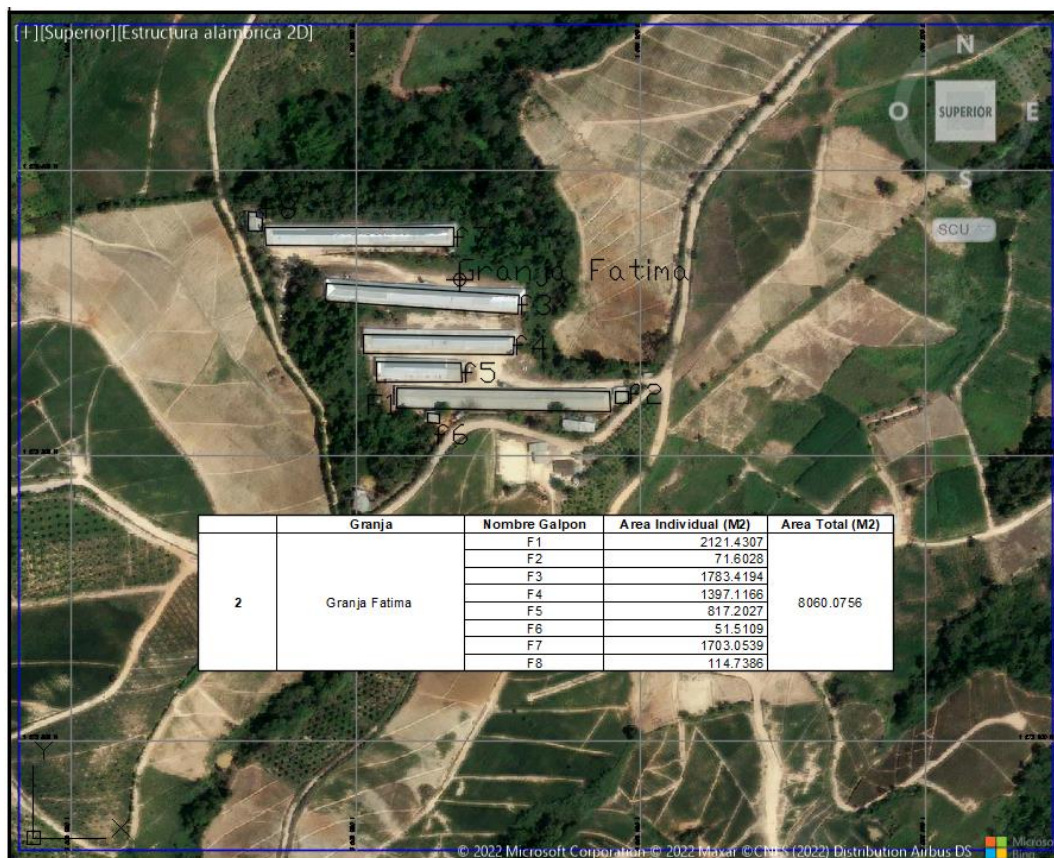 [+][Superior][Estructura alámbrica 2D]
N
O
SUPERIOR
E
S
SCU
Granja Fatima
f3
f4
f5
F1
f2
f6
Granja
Nombre Galpon
Area Individual (M2)
Area Total (M2)
2
Granja Fatima
F1
2121.4307
F2
71.6028
F3
1783.4194
F4
1397.1166
F5
817.2027
F6
51.5109
F7
1703.0539
F8
114.7386
8060.0756
Y
X
© 2022 Microsoft Corporation © 2022 Maxar © CNES (2022) Distribution Airbus DS
Bing